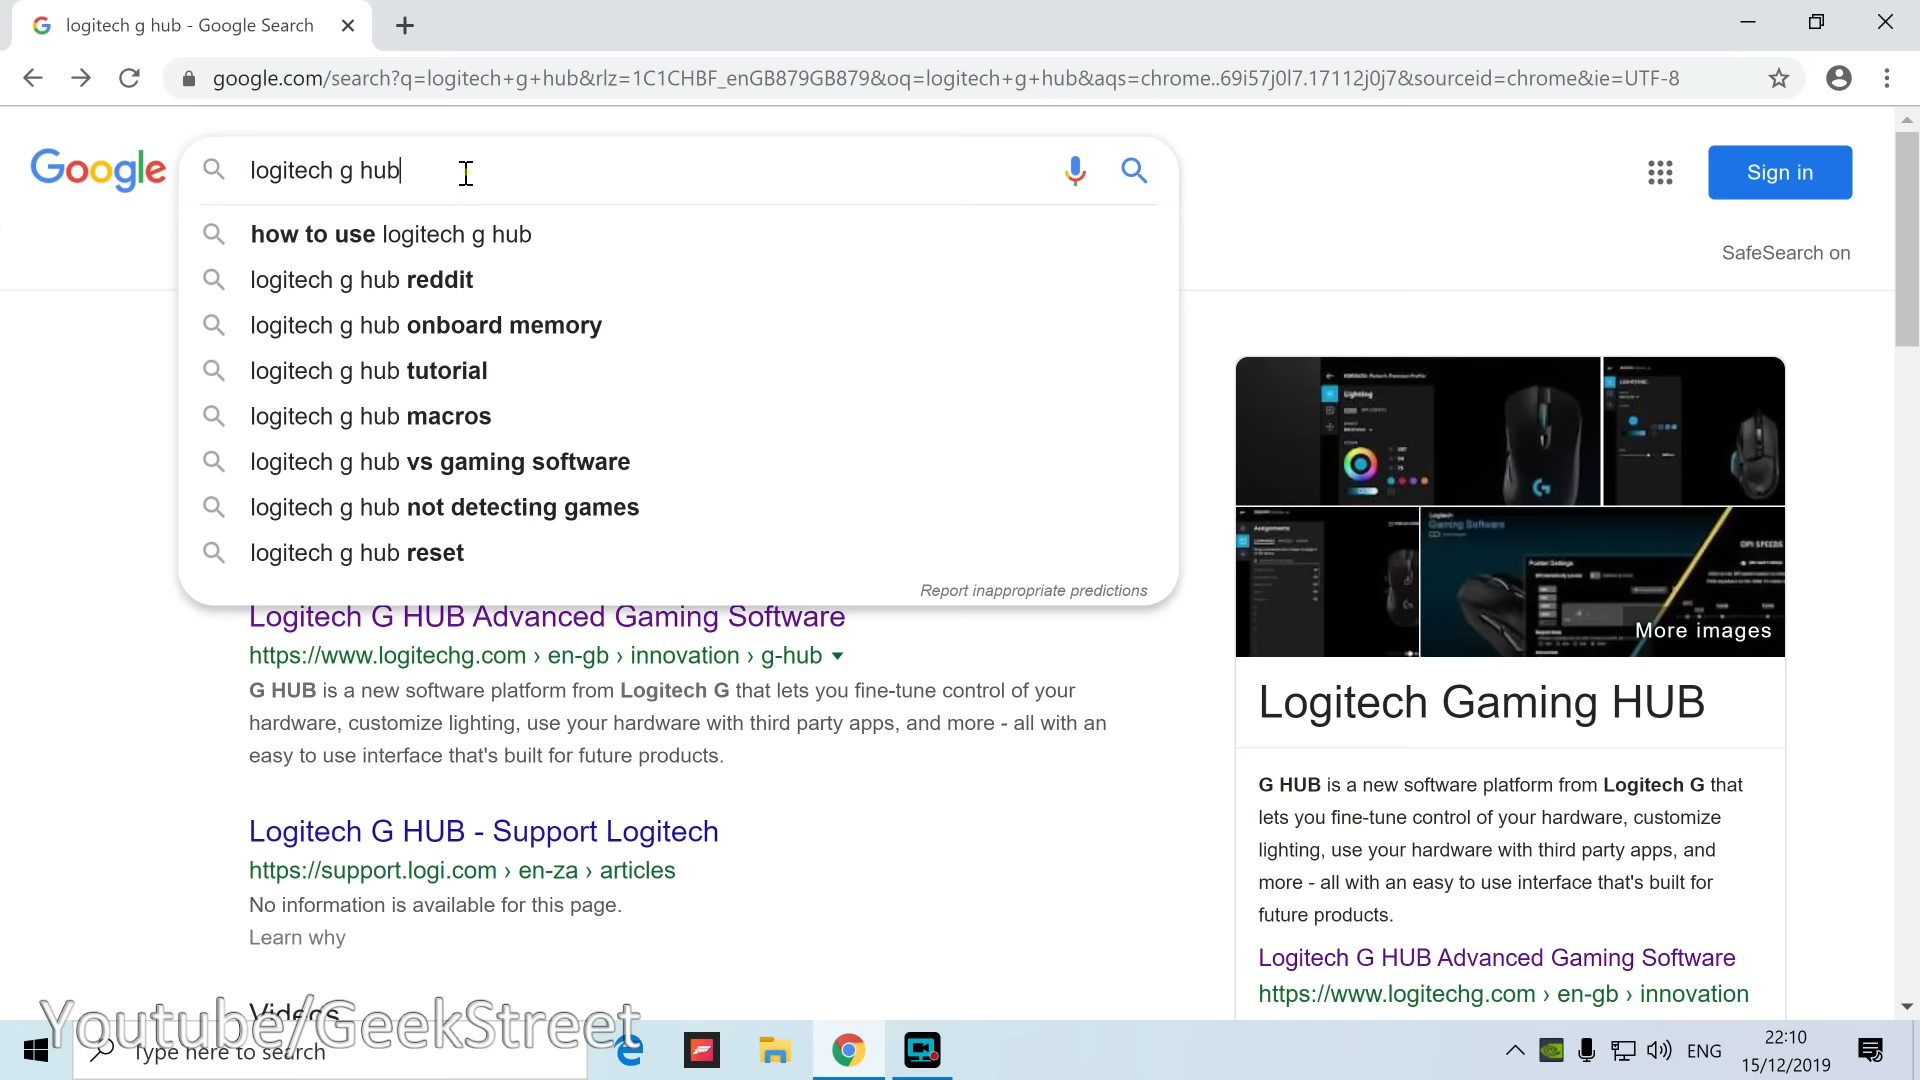 logitech g hub - Google Search
google.com/search?q=logitech+g+hub&rlz=1C1CHBF_enGB879GB879&oq=logitech+g+hub&aqs=chrome..69i57j0l7.17112j0j7&sourceid=chrome&ie=UTF-8
Google
logitech g hub
Sign in
how to use logitech g hub
SafeSearch on
logitech g hub reddit
logitech g hub onboard memory
logitech g hub tutorial
logitech g hub macros
logitech g hub vs gaming software
logitech g hub not detecting games
logitech g hub reset
Report inappropriate predictions
Logitech G HUB Advanced Gaming Software
https://www.logitechg.com › en-gb › innovation › g-hub
G HUB is a new software platform from Logitech G that lets you fine-tune control of your
hardware, customize lighting, use your hardware with third party apps, and more - all with an
easy to use interface that's built for future products.
Logitech G HUB - Support Logitech
https://support.logi.com › en-za › articles
No information is available for this page.
Learn why
Videos
Lighting
Assignments
Logitech
Gaming Software
DPI SPEEDS
Pointer Settings
More images
Logitech Gaming HUB
G HUB is a new software platform from Logitech G that
lets you fine-tune control of your hardware, customize
lighting, use your hardware with third party apps, and
more - all with an easy to use interface that's built for
future products.
Logitech G HUB Advanced Gaming Software
https://www.logitechg.com › en-gb › innovation
Youtube/GeekStreet
Type here to search
ENG
22:10
15/12/2019